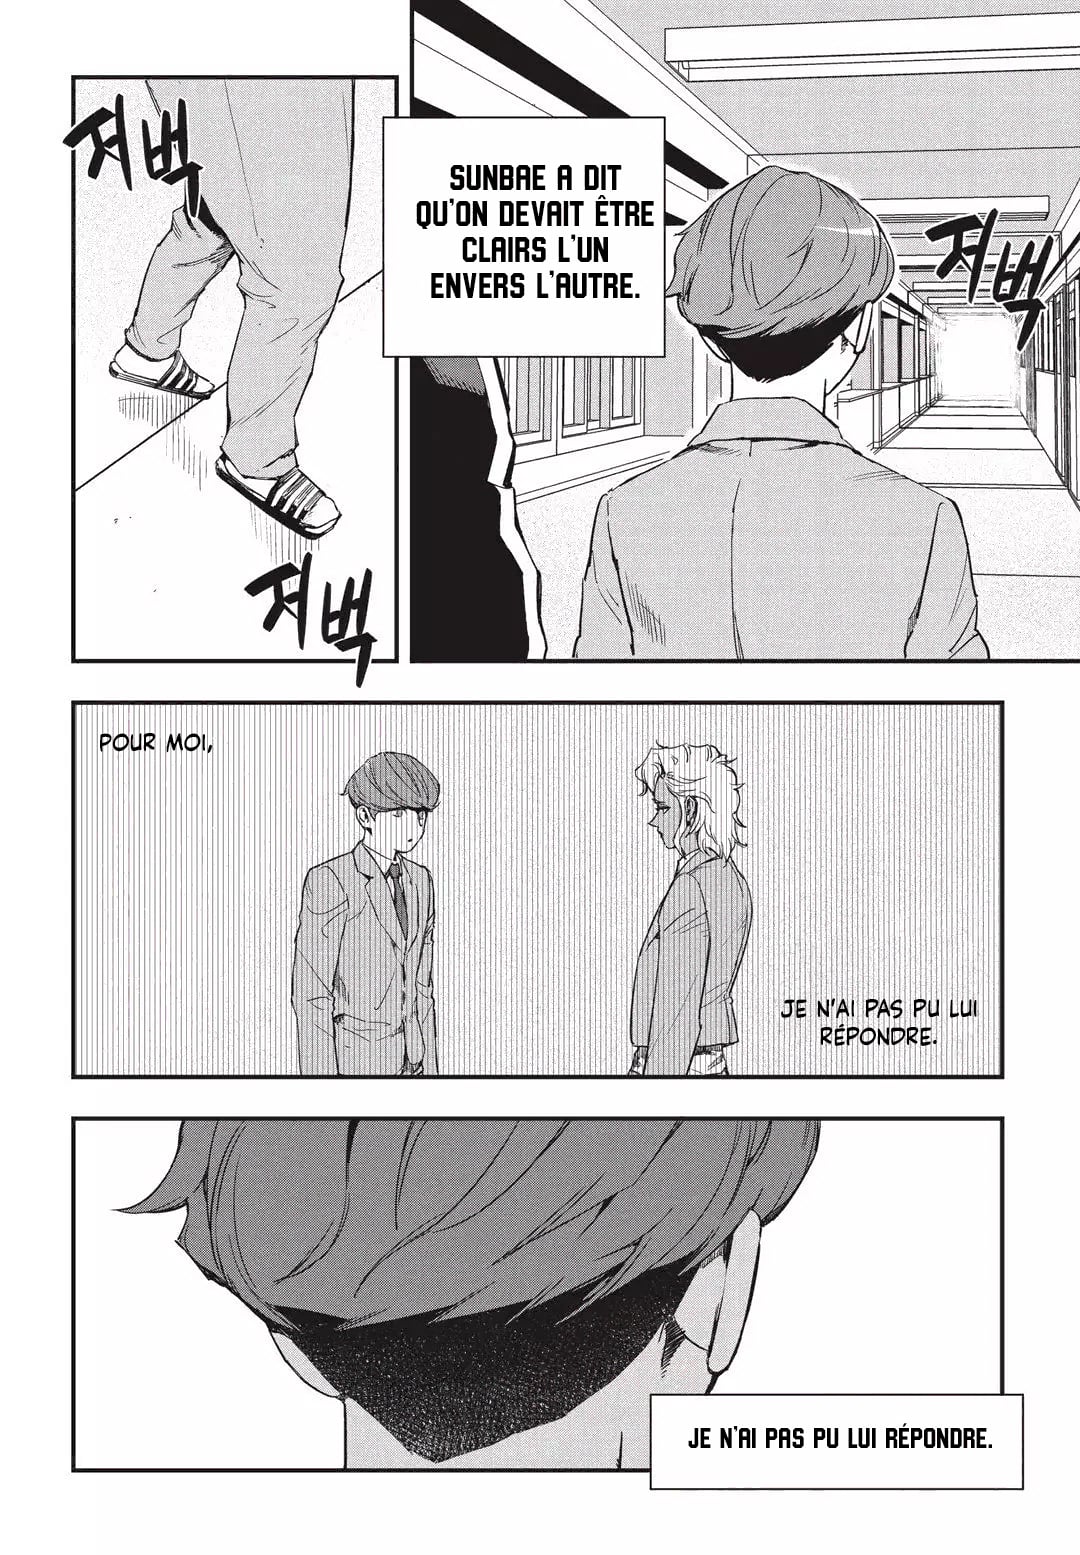 저벅
SUNBAE A DIT
QU'ON DEVAIT ÊTRE
CLAIRS L'UN
ENVERS L'AUTRE.
저벅
저벅
POUR MOI,
JE N'AI PAS PU LUI
RÉPONDRE.
JE N'AI PAS PU LUI RÉPONDRE.